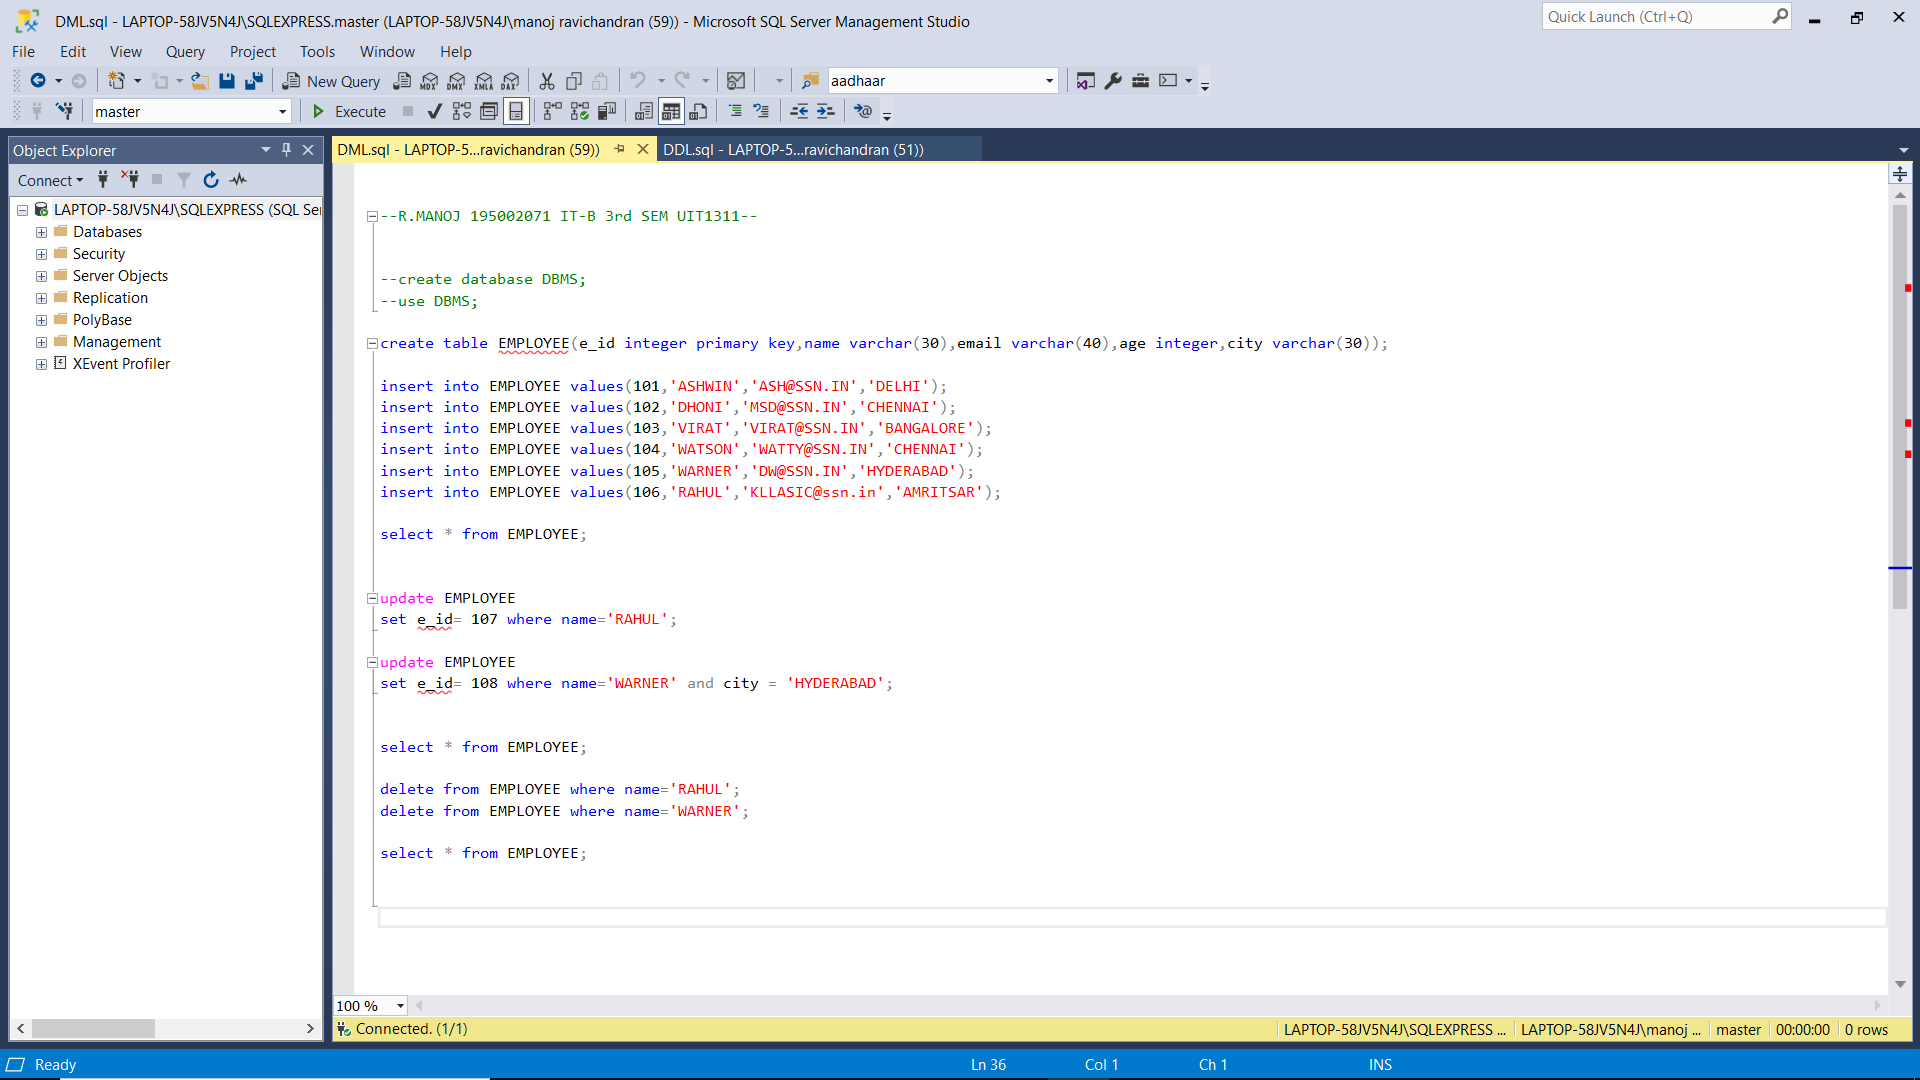 DML.sql - LAPTOP-58JV5N4J\SQLEXPRESS.master (LAPTOP-58JV5N4J\manoj ravichandran (59)) - Microsoft SQL Server Management Studio
Quick Launch (Ctrl+Q)
File Edit View Query Project Tools Window Help
New Query MDX DMX XMLA DAX aadhaar
master Execute
Object Explorer
DML.sql - LAPTOP-5...ravichandran (59)) DDL.sql - LAPTOP-5...ravichandran (51))
Connect
LAPTOP-58JV5N4J\SQLEXPRESS (SQL Ser
Databases
Security
Server Objects
Replication
PolyBase
Management
XEvent Profiler
--R.MANOJ 195002071 IT-B 3rd SEM UIT1311--
--create database DBMS;
--use DBMS;
create table EMPLOYEE(e_id integer primary key,name varchar(30),email varchar(40),age integer,city varchar(30));
insert into EMPLOYEE values(101,'ASHWIN','ASH@SSN.IN','DELHI');
insert into EMPLOYEE values(102,'DHONI','MSD@SSN.IN','CHENNAI');
insert into EMPLOYEE values(103,'VIRAT','VIRAT@SSN.IN','BANGALORE');
insert into EMPLOYEE values(104,'WATSON','WATTY@SSN.IN','CHENNAI');
insert into EMPLOYEE values(105,'WARNER','DW@SSN.IN','HYDERABAD');
insert into EMPLOYEE values(106,'RAHUL','KLLASIC@ssn.in','AMRITSAR');
select * from EMPLOYEE;
update EMPLOYEE
set e_id= 107 where name='RAHUL';
update EMPLOYEE
set e_id= 108 where name='WARNER' and city = 'HYDERABAD';
select * from EMPLOYEE;
delete from EMPLOYEE where name='RAHUL';
delete from EMPLOYEE where name='WARNER';
select * from EMPLOYEE;
100 %
Connected. (1/1) LAPTOP-58JV5N4J\SQLEXPRESS ... LAPTOP-58JV5N4J\manoj ... master 00:00:00 0 rows
Ready Ln 36 Col 1 Ch 1 INS